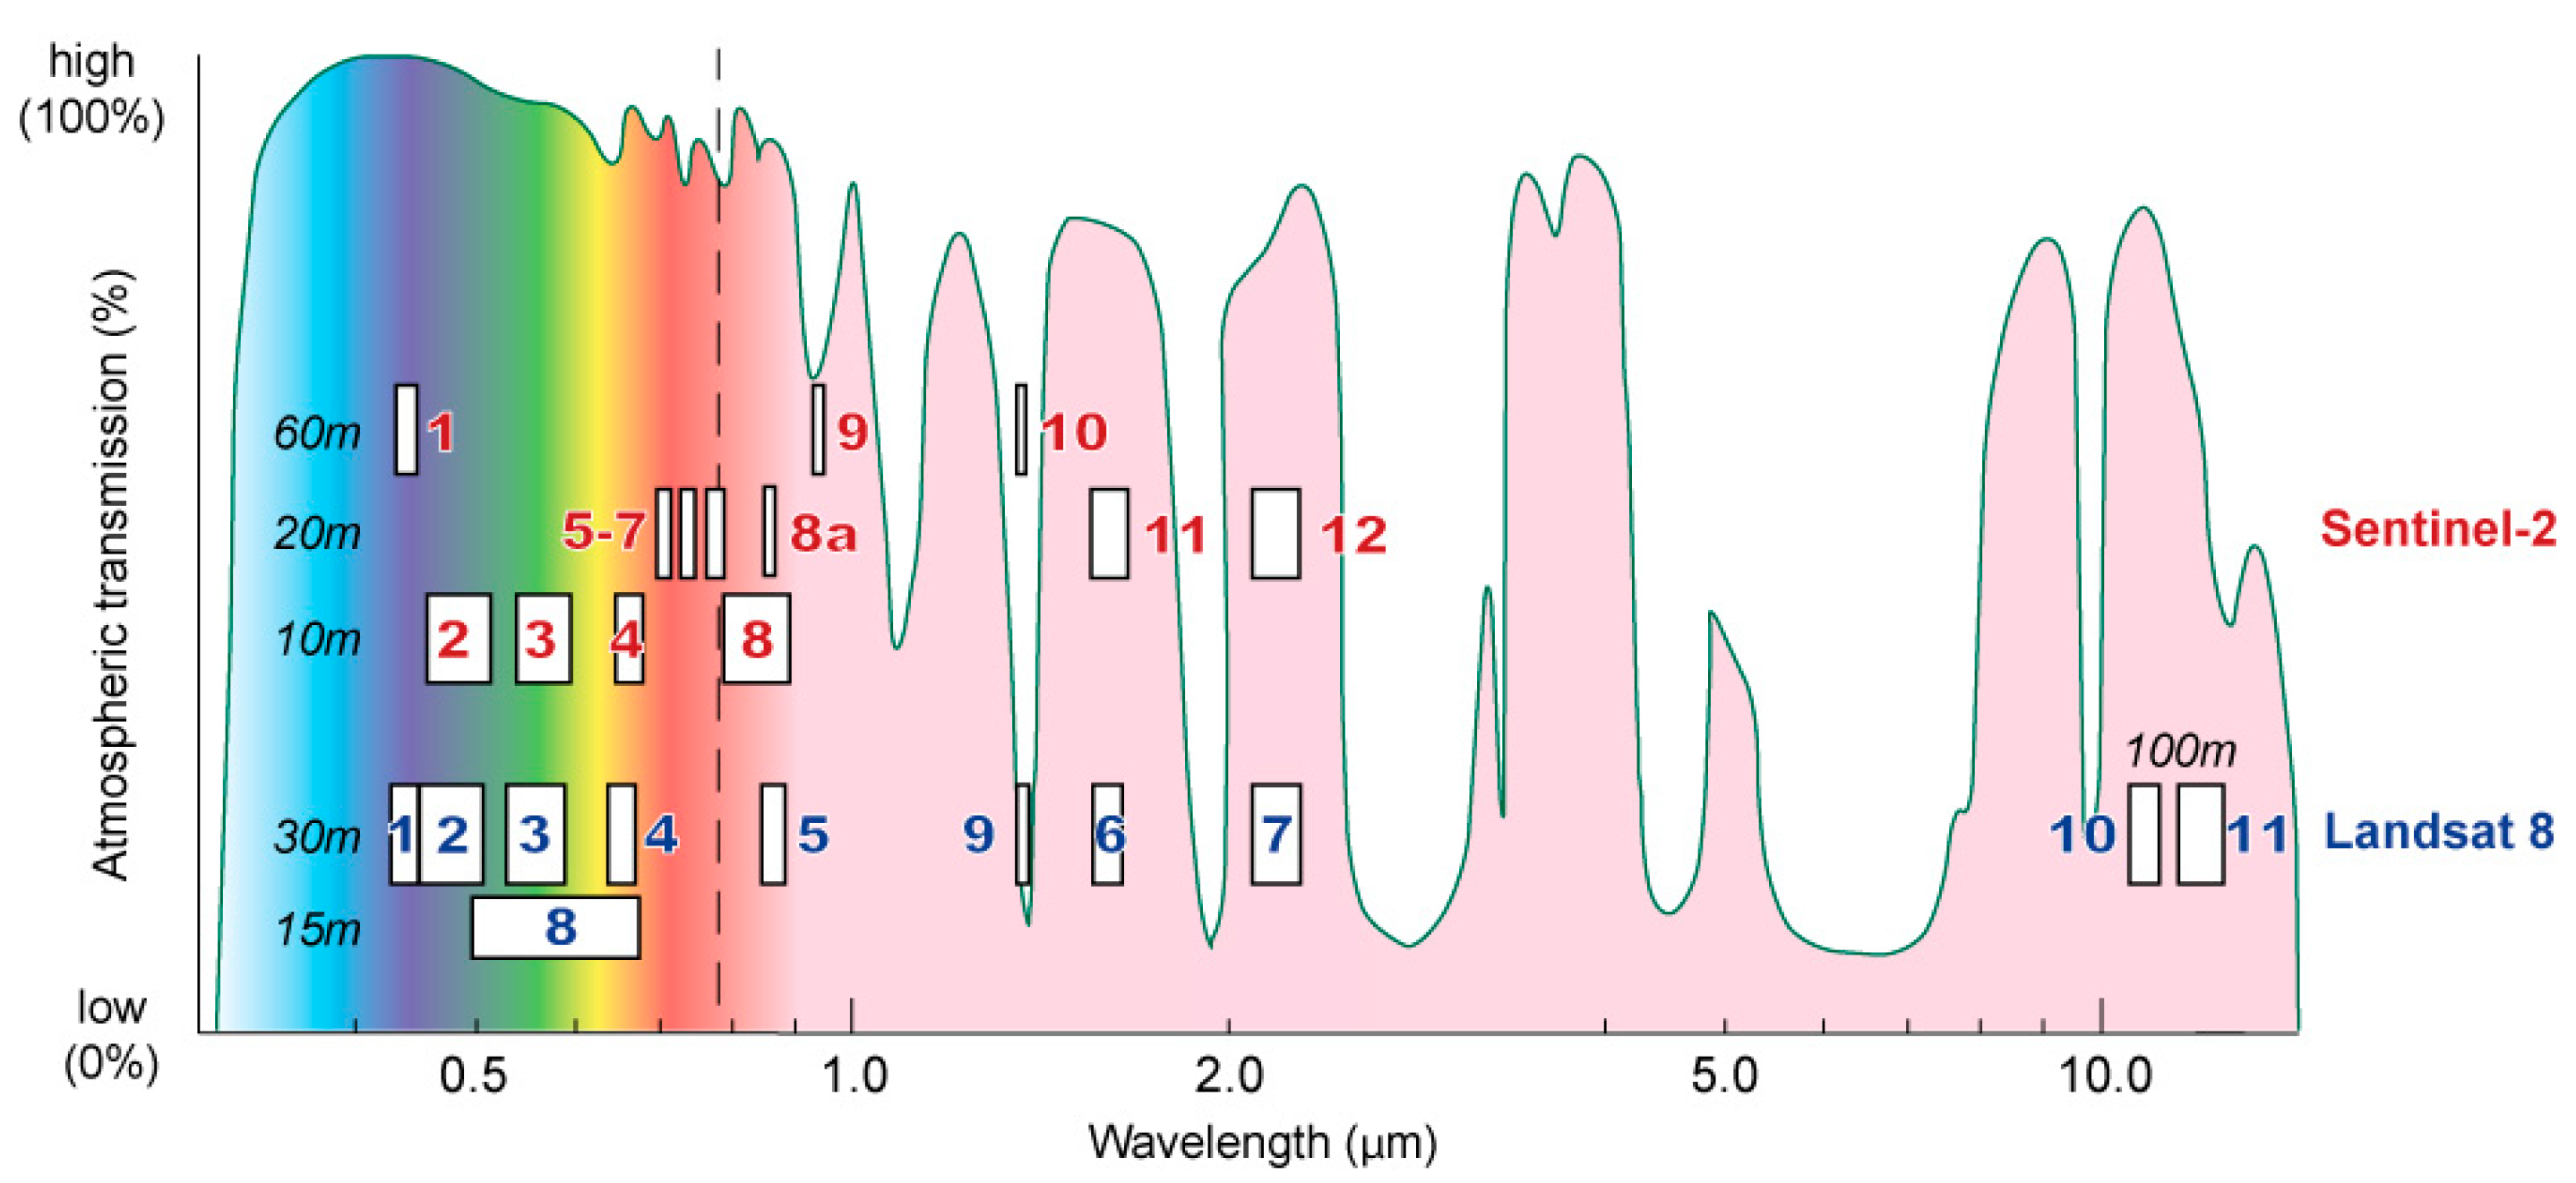 high
(100%)
Atmospheric transmission (%)
60m 1 9 10
20m 5-7 8a 11 12 Sentinel-2
10m 2 3 4 8
100m
30m 1 2 3 4 5 9 6 7 10 11 Landsat 8
15m 8
low
(0%)
0.5 1.0 2.0 5.0 10.0
Wavelength (µm)